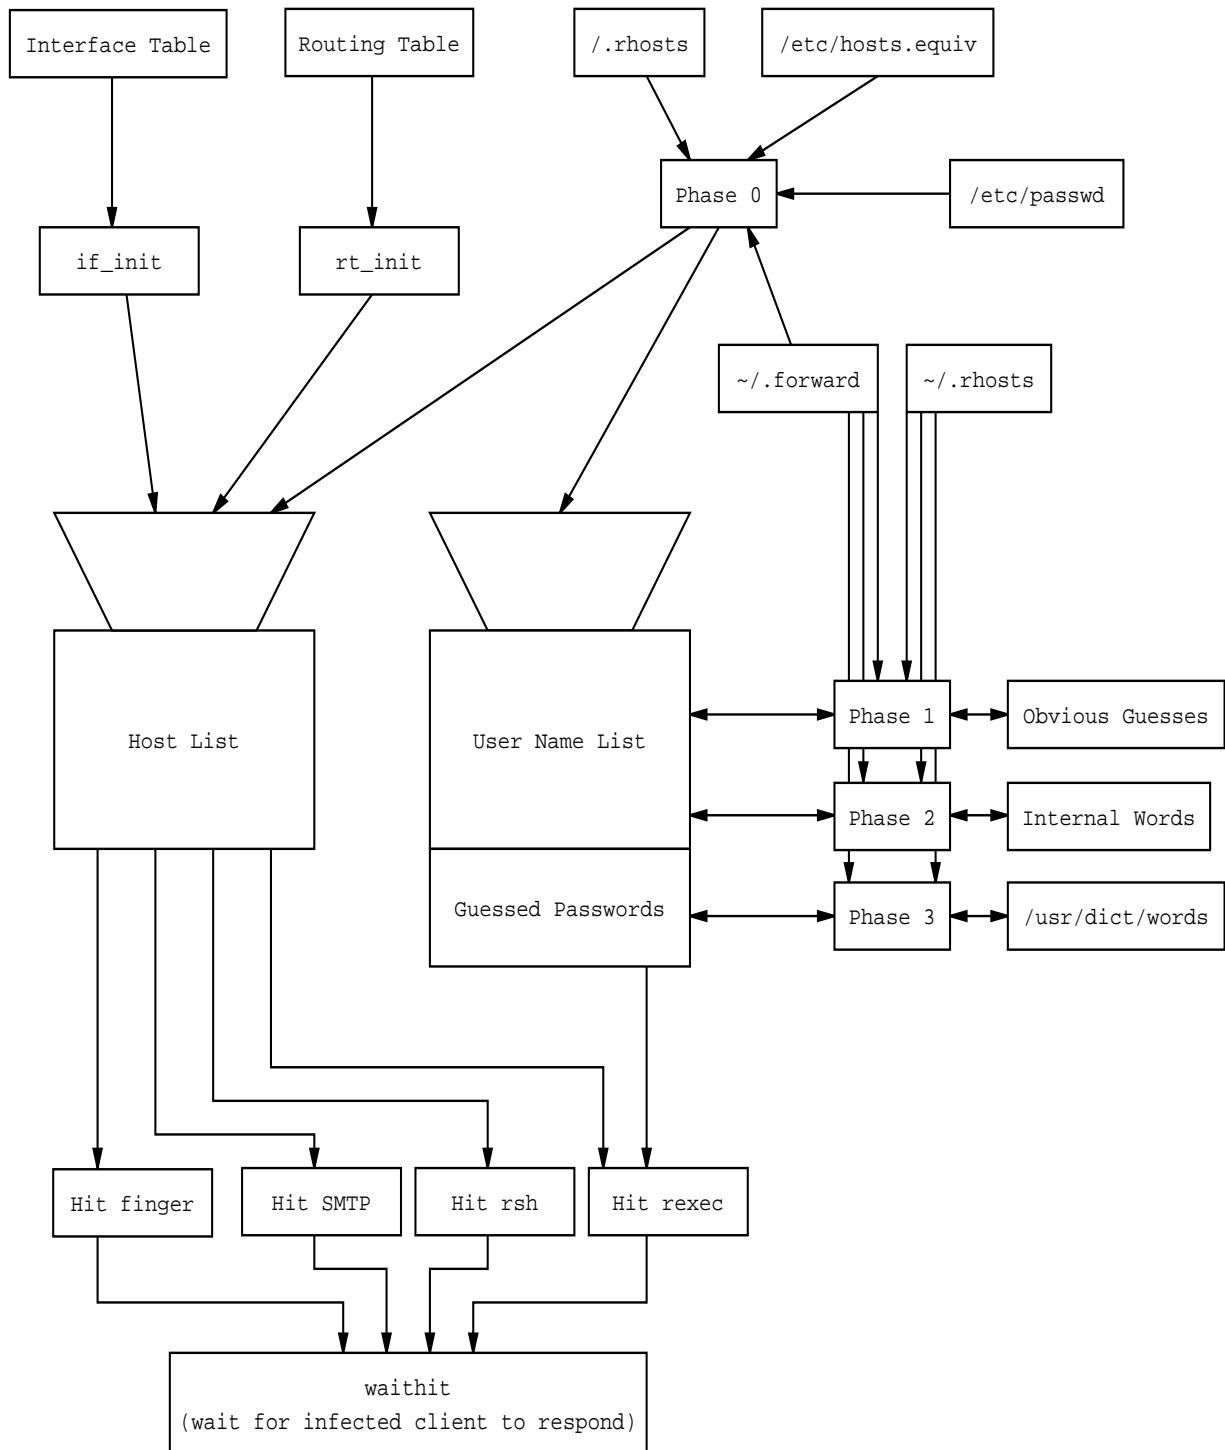 Interface Table
Routing Table
/.rhosts
/etc/hosts.equiv
Phase 0
/etc/passwd
if_init
rt_init
~/.forward
~/.rhosts
Host List
User Name List
Phase 1
Obvious Guesses
Phase 2
Internal Words
Guessed Passwords
Phase 3
/usr/dict/words
Hit finger
Hit SMTP
Hit rsh
Hit rexec
waithit
(wait for infected client to respond)